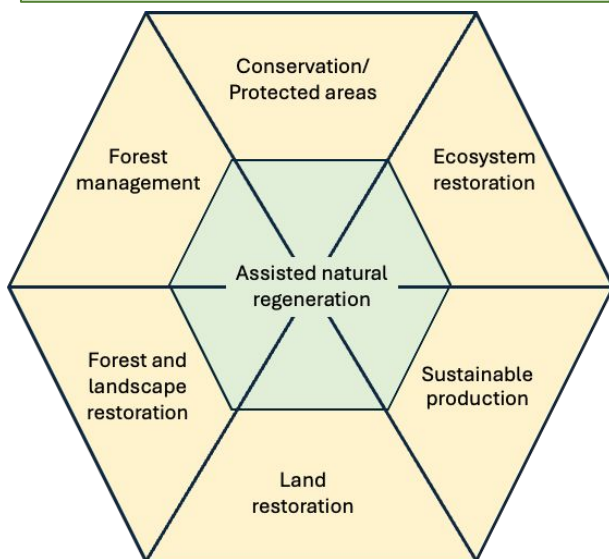 Conservation/
Protected areas
Forest
management
Ecosystem
restoration
Assisted natural
regeneration
Forest and
landscape
restoration
Sustainable
production
Land
restoration